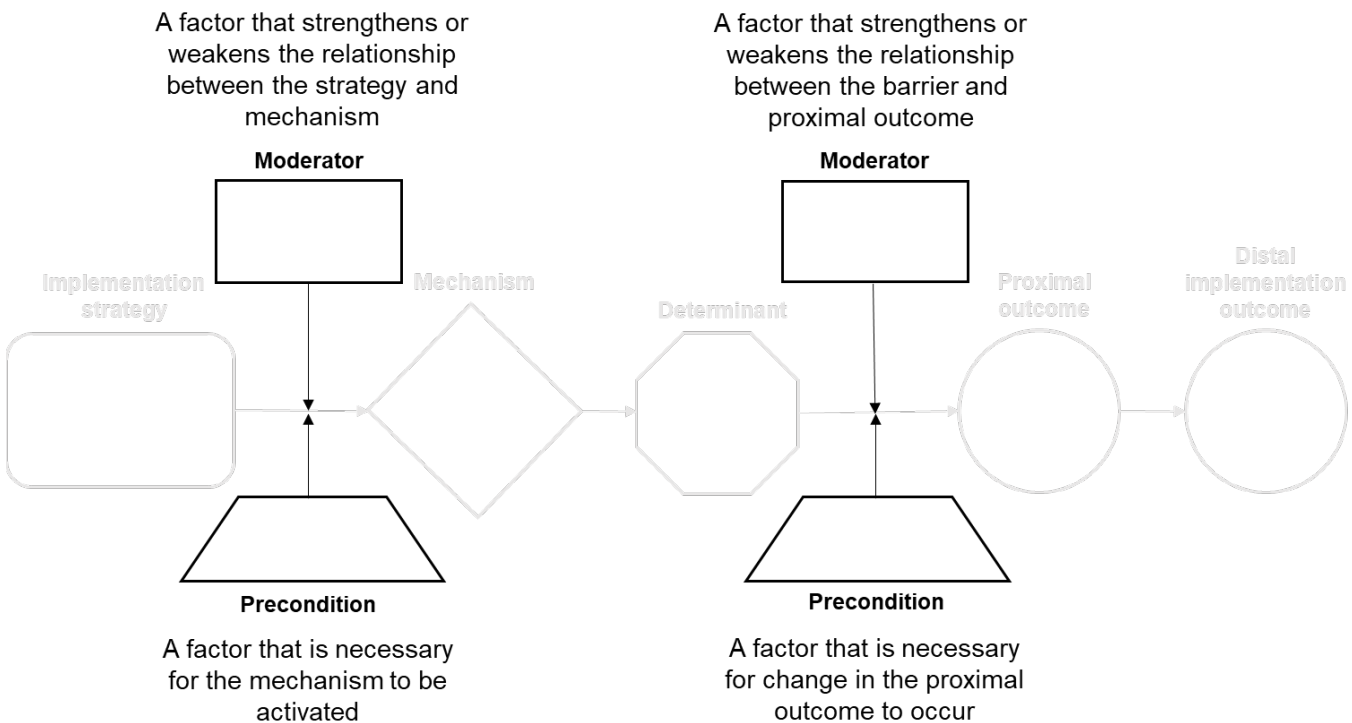 A factor that strengthens or
weakens the relationship
between the strategy and
mechanism
Moderator
A factor that strengthens or
weakens the relationship
between the barrier and
proximal outcome
Moderator
Implementation
strategy
Mechanism
Determinant
Proximal
outcome
Distal
implementation
outcome
Precondition
A factor that is necessary
for the mechanism to be
activated
Precondition
A factor that is necessary
for change in the proximal
outcome to occur